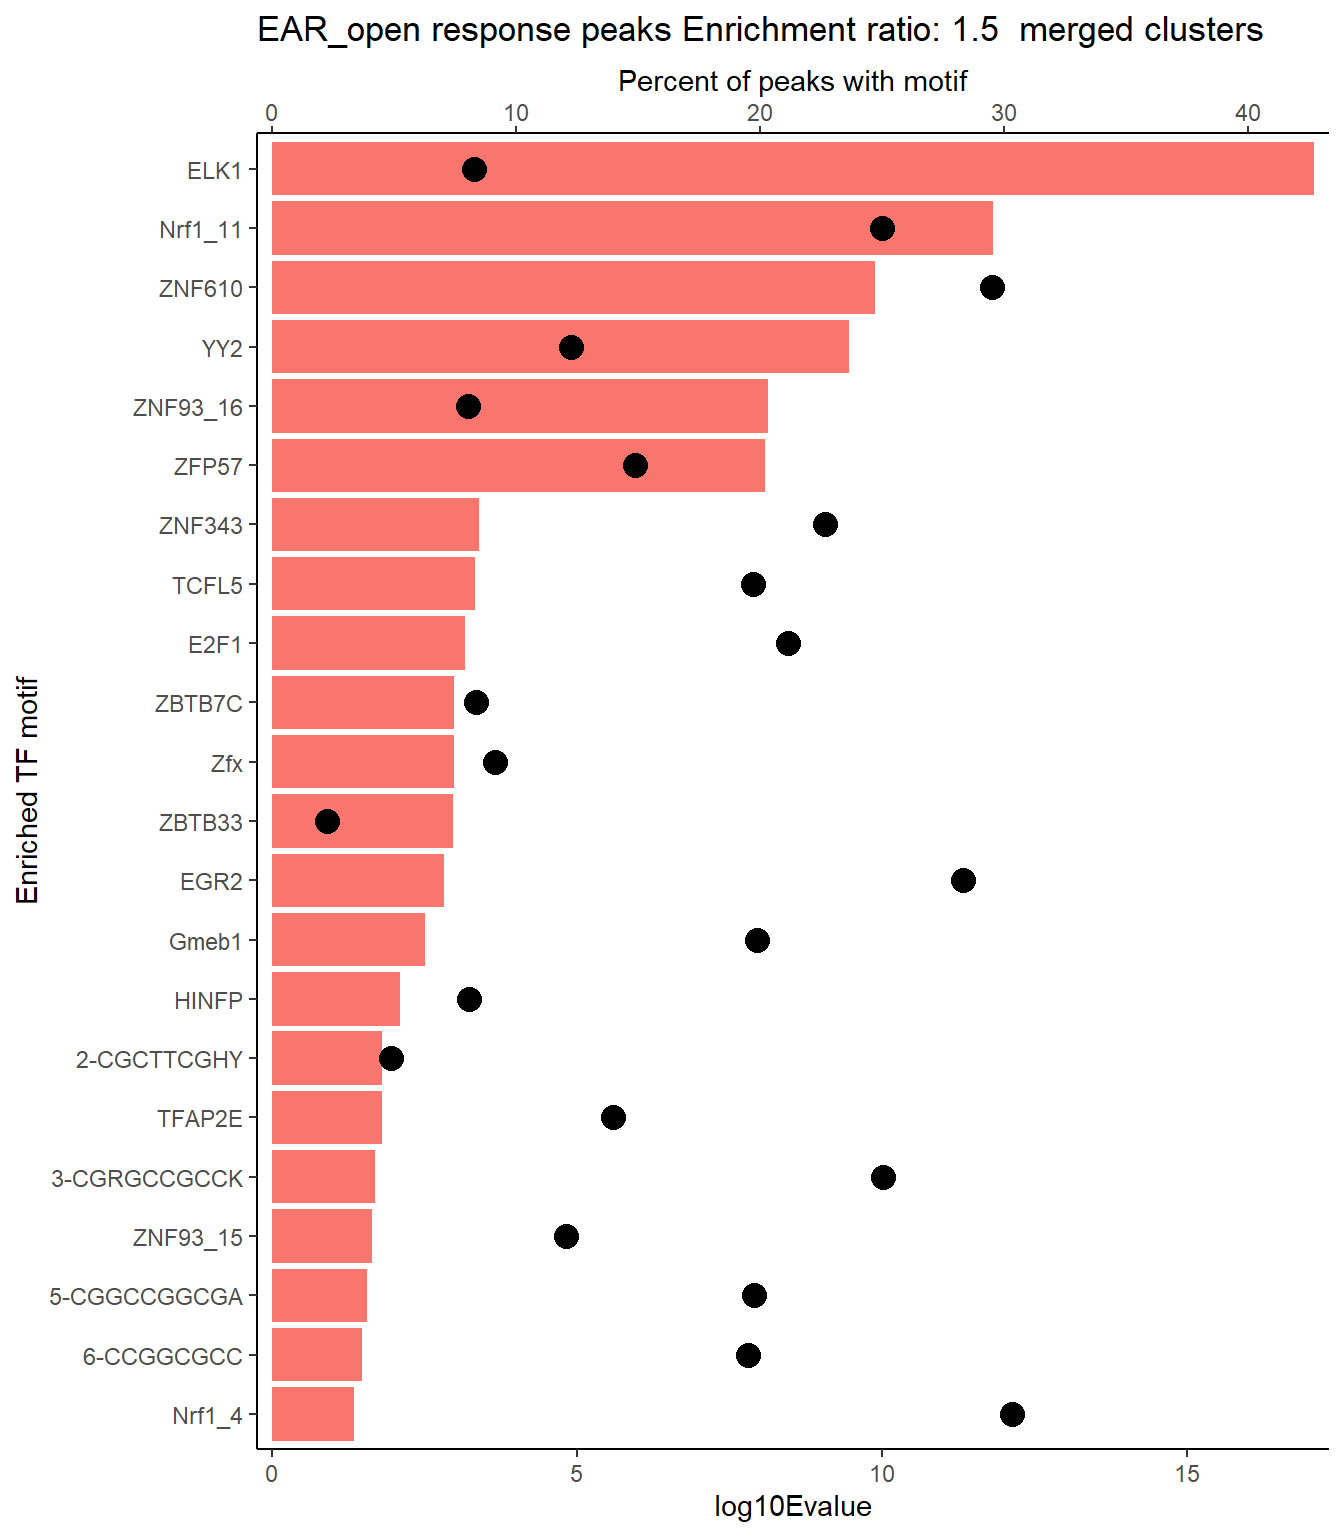 EAR_open response peaks Enrichment ratio: 1.5  merged clusters
Percent of peaks with motif
0 10 20 30 40
Enriched TF motif
ELK1
Nrf1_11
ZNF610
YY2
ZNF93_16
ZFP57
ZNF343
TCFL5
E2F1
ZBTB7C
Zfx
ZBTB33
EGR2
Gmeb1
HINFP
2-CGCTTCGHY
TFAP2E
3-CGRGCCGCCK
ZNF93_15
5-CGGCCGGCGA
6-CCGGCGCC
Nrf1_4
0 5 10 15
log10Evalue